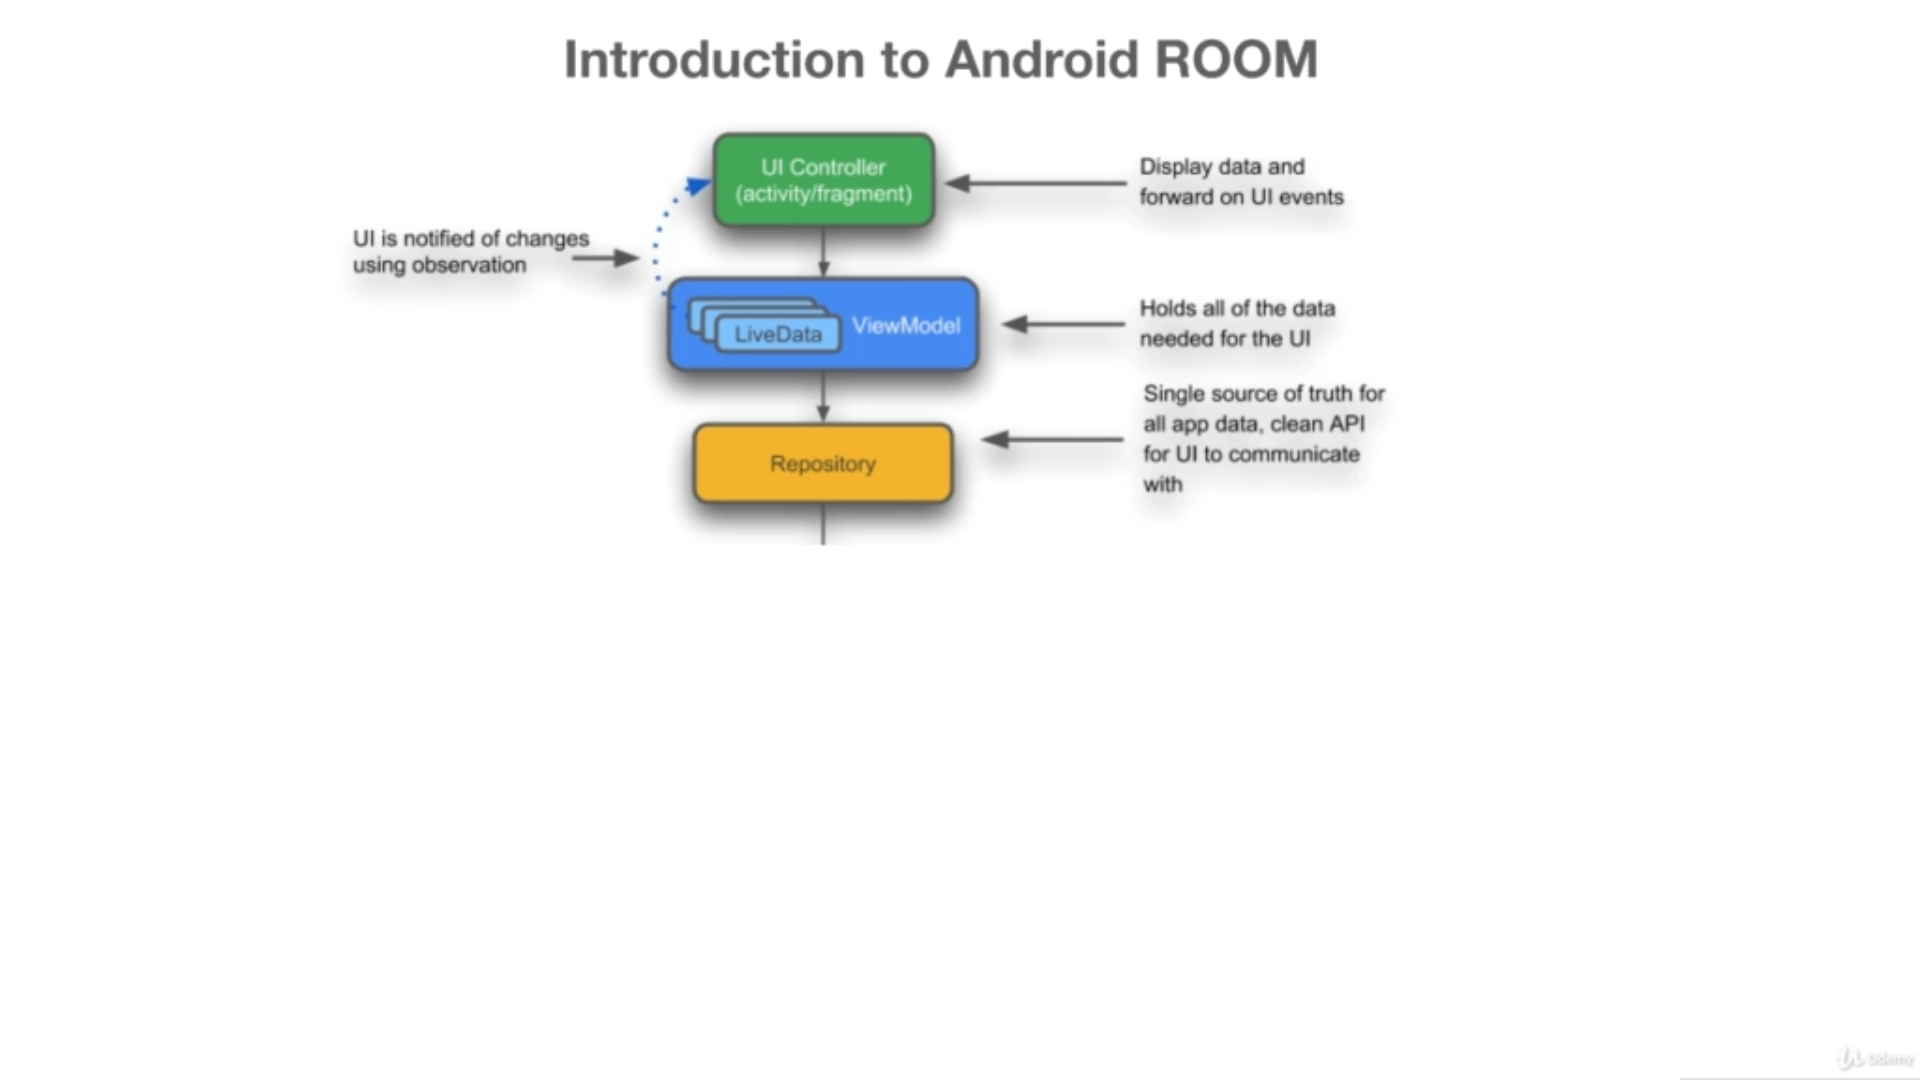 Introduction to Android ROOM
UI Controller
(activity/fragment)
Display data and
forward on UI events
UI is notified of changes
using observation
LiveData
ViewModel
Holds all of the data
needed for the UI
Repository
Single source of truth for
all app data, clean API
for UI to communicate
with
Udemy